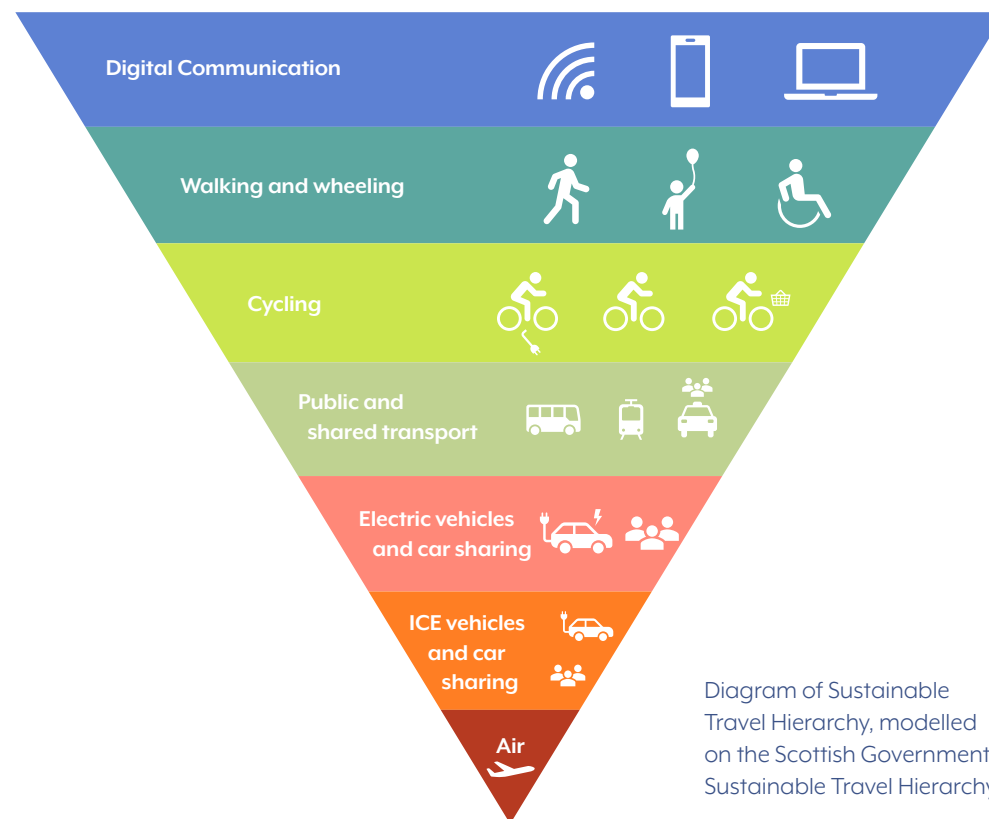 Digital Communication
Walking and wheeling
Cycling
Public and
shared transport
Electric vehicles
and car sharing
ICE vehicles
and car
sharing
Air
Diagram of Sustainable
Travel Hierarchy, modelled
on the Scottish Government
Sustainable Travel Hierarchy